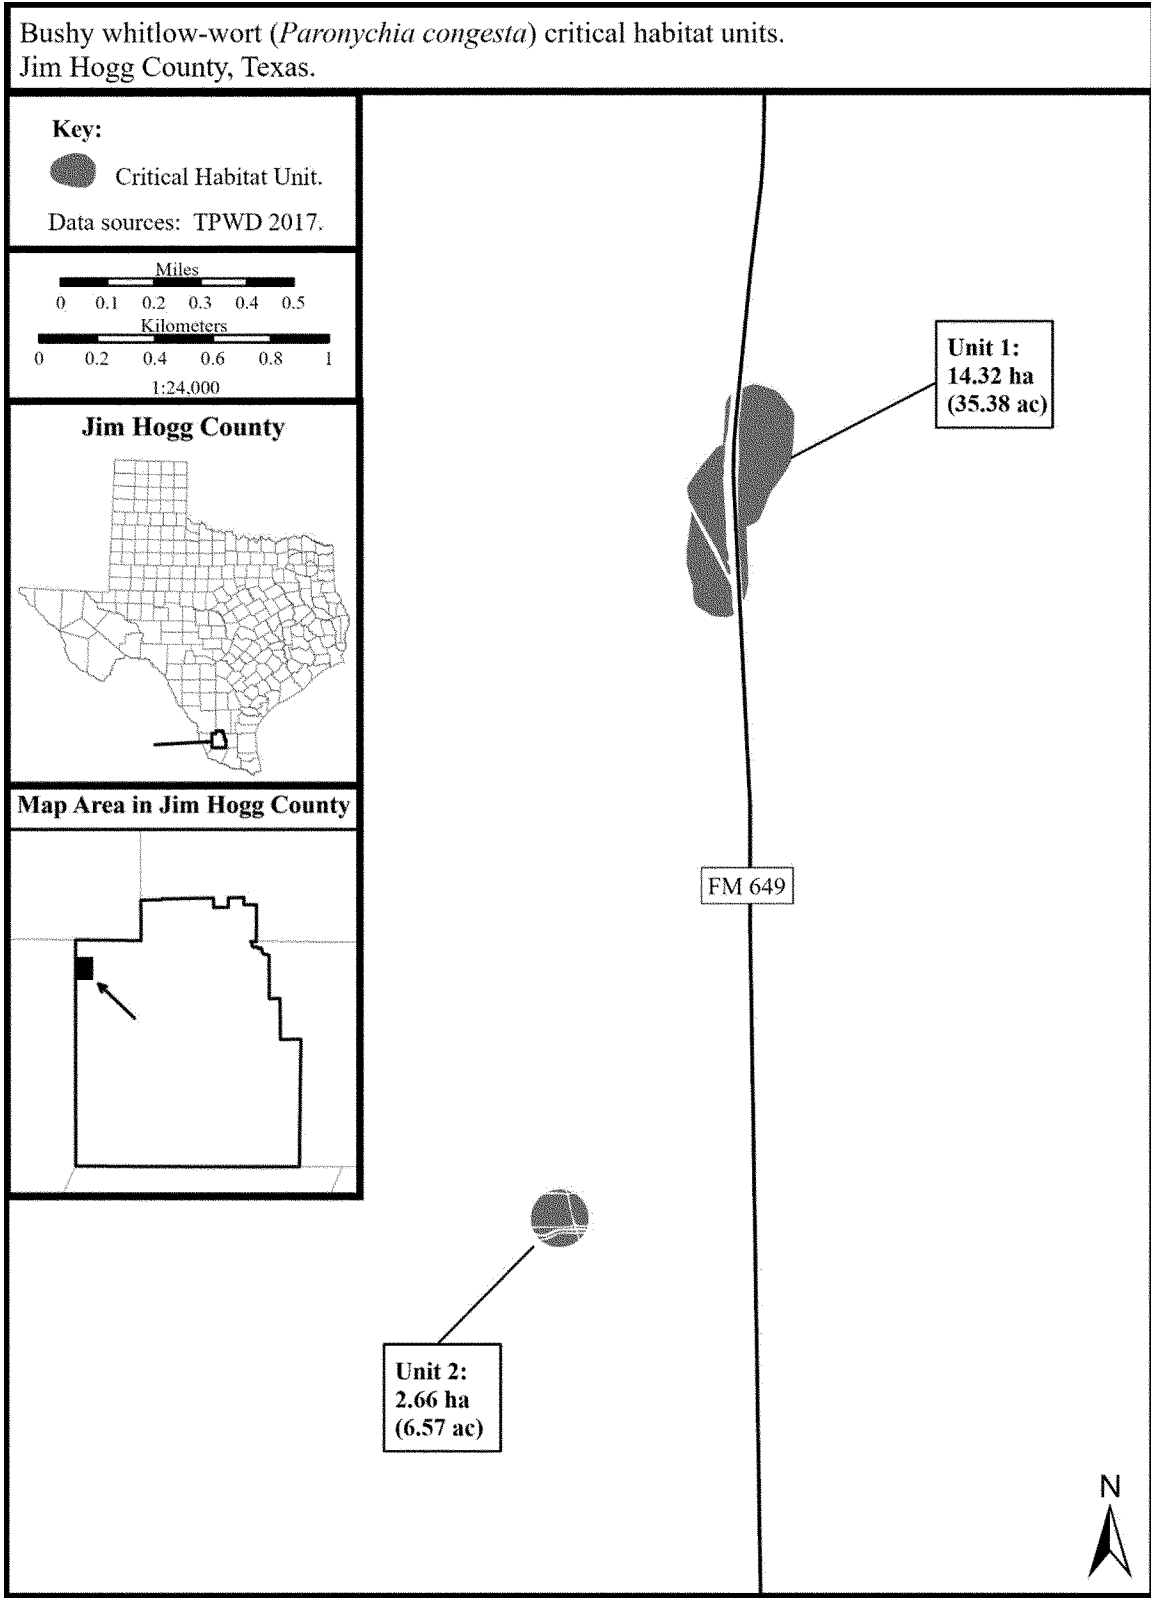 Bushy whitlow-wort (Paronychia congesta) critical habitat units.
Jim Hogg County, Texas.
Key:
Critical Habitat Unit.
Data sources: TPWD 2017.
Miles
0 0.1 0.2 0.3 0.4 0.5
Kilometers
0 0.2 0.4 0.6 0.8 1
1:24,000
Jim Hogg County
Map Area in Jim Hogg County
Unit 1:
14.32 ha
(35.38 ac)
FM 649
Unit 2:
2.66 ha
(6.57 ac)
N